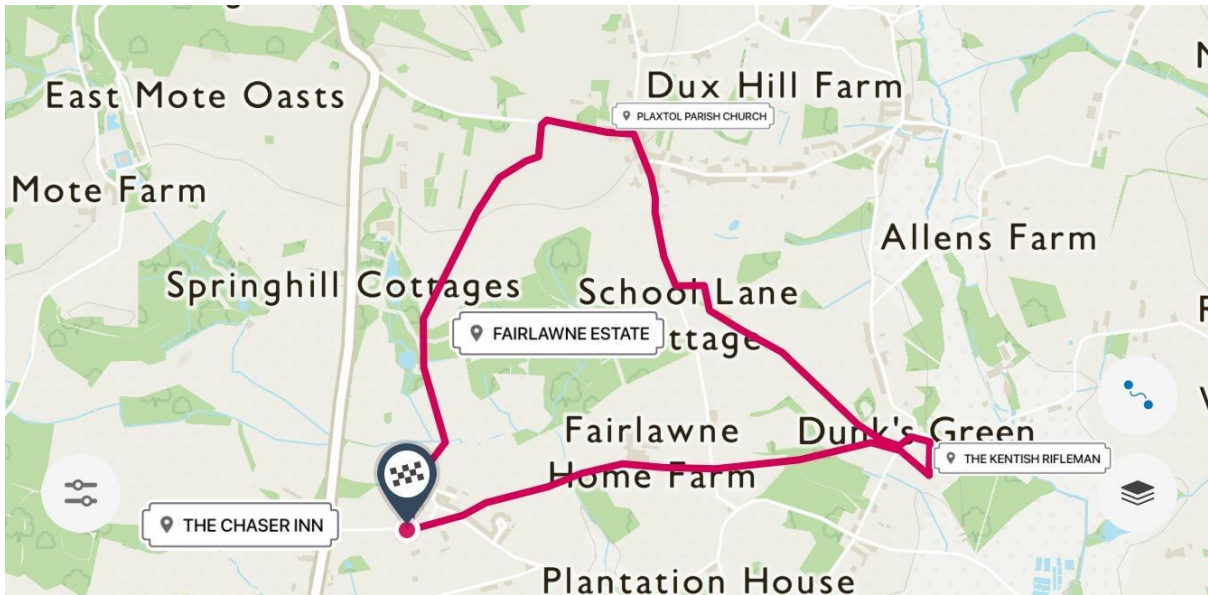 East Mote Oasts
Dux Hill Farm
PLAXTOL PARISH CHURCH
Mote Farm
Allens Farm
Springhill Cottages
School Lane
ttage
FAIRLAWNE ESTATE
Fairlawne
Home Farm
Dunk's Green
THE KENTISH RIFLEMAN
THE CHASER INN
Plantation House